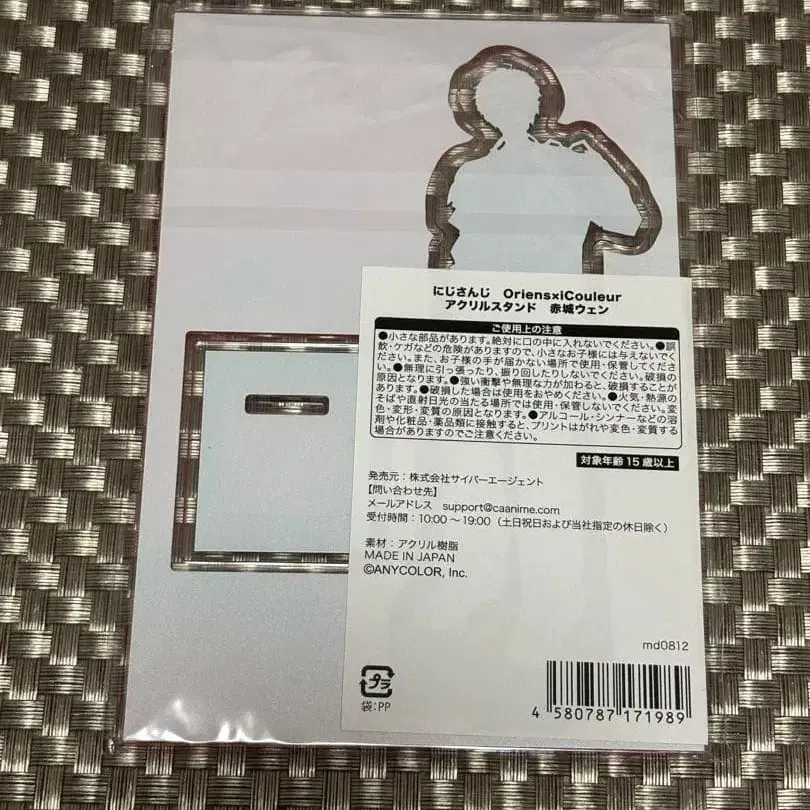 にじさんじ Oriens×iCouleur
アクリルスタンド 赤城ウェン
ご使用上の注意
●小さな部品があります。絶対に口の中に入れないでください。●誤
飲・ケガなどの危険がありますので、小さなお子様には与えないでく
ださい。また、お子様の手が届かない場所で使用・保管してくださ
い。●無理に引っ張ったり、振り回したりしないでください。破損の
原因となります。●強い衝撃や無理な力が加わると、破損することが
あります。●破損した場合は使用をおやめください。●火気・熱源の
そばや直射日光の当たる場所では使用・保管しないでください。変
色・変形・変質の原因となります。●アルコール・シンナーなどの溶
剤や化粧品・薬品類に接触すると、プリントはがれや変色・変質する
場合がありますのでご注意ください。
対象年齢15歳以上
発売元：株式会社サイバーエージェント
【問い合わせ先】
メールアドレス support@caanime.com
受付時間：10:00～19:00（土日祝日および当社指定の休日除く）
素材：アクリル樹脂
MADE IN JAPAN
©ANYCOLOR, Inc.
md0812
プラ
袋：PP
4 580787 171989